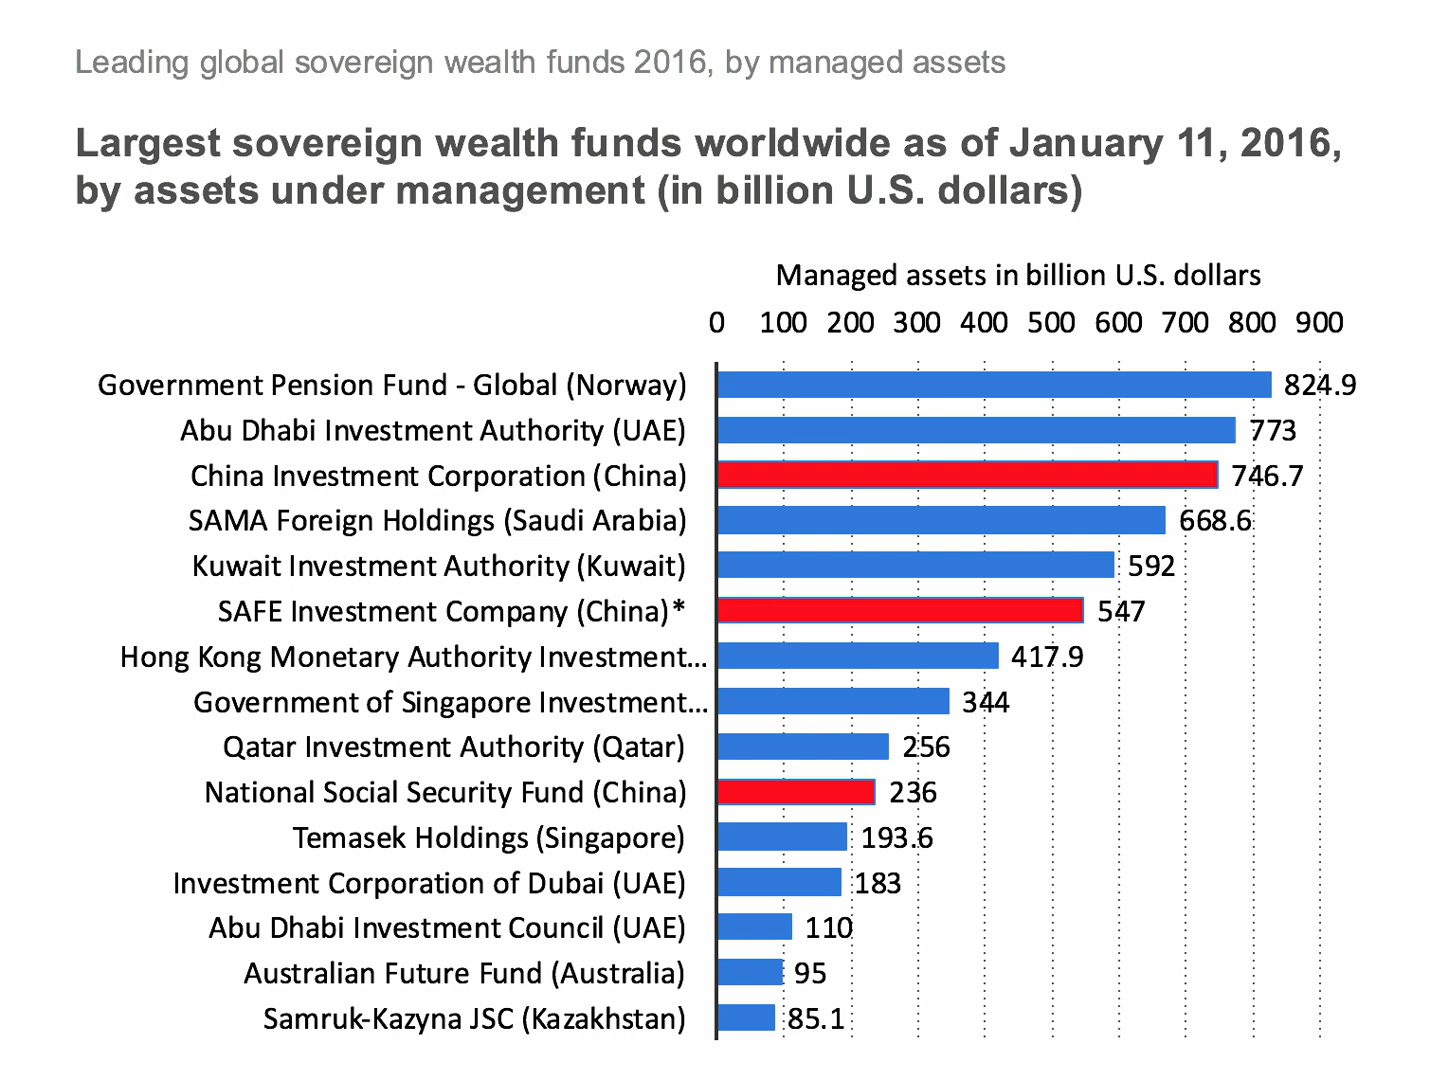 Leading global sovereign wealth funds 2016, by managed assets
Largest sovereign wealth funds worldwide as of January 11, 2016,
by assets under management (in billion U.S. dollars)
Managed assets in billion U.S. dollars
0 100 200 300 400 500 600 700 800 900
Government Pension Fund - Global (Norway) 824.9
Abu Dhabi Investment Authority (UAE) 773
China Investment Corporation (China) 746.7
SAMA Foreign Holdings (Saudi Arabia) 668.6
Kuwait Investment Authority (Kuwait) 592
SAFE Investment Company (China)* 547
Hong Kong Monetary Authority Investment... 417.9
Government of Singapore Investment... 344
Qatar Investment Authority (Qatar) 256
National Social Security Fund (China) 236
Temasek Holdings (Singapore) 193.6
Investment Corporation of Dubai (UAE) 183
Abu Dhabi Investment Council (UAE) 110
Australian Future Fund (Australia) 95
Samruk-Kazyna JSC (Kazakhstan) 85.1